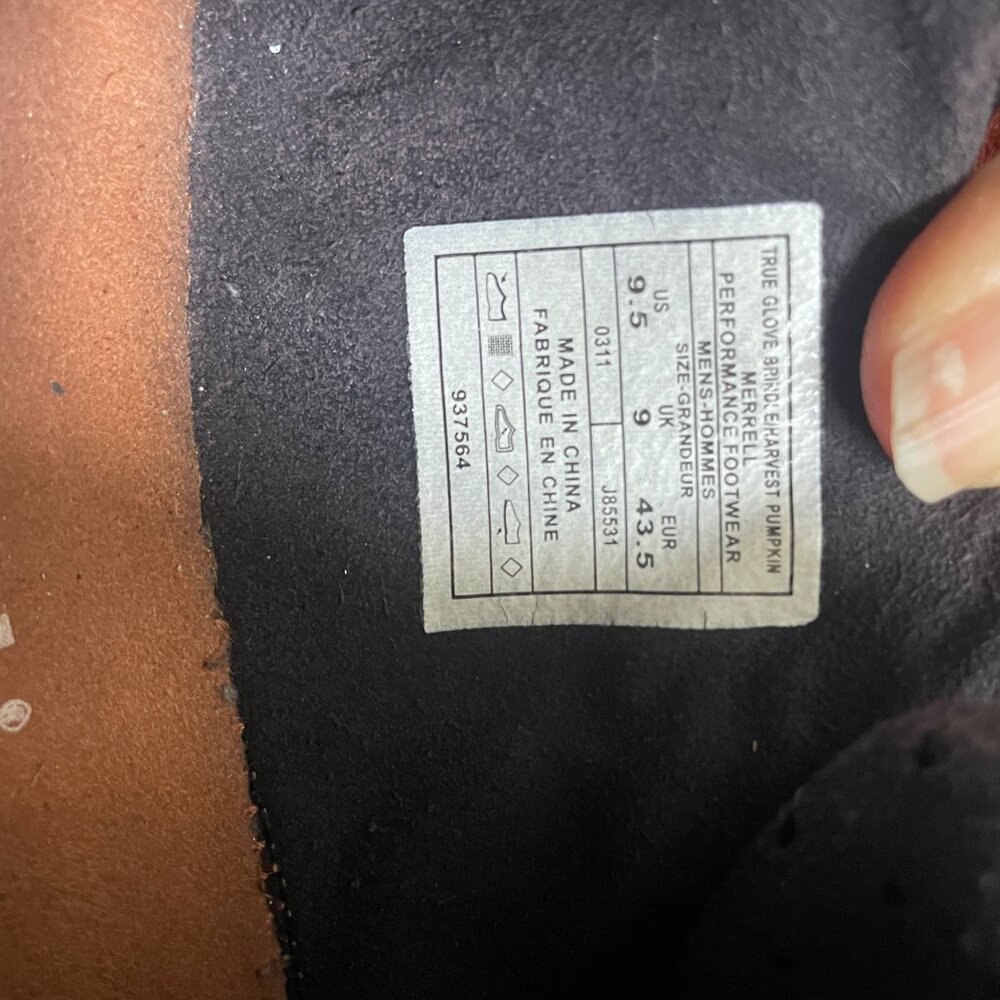 TRUE GLOVE BRINDLE/HARVEST PUMPKIN
MERRELL
PERFORMANCE FOOTWEAR
MENS-HOMMES
SIZE-GRANDEUR
US UK EUR
9.5 9 43.5
0311 J85531
MADE IN CHINA
FABRIQUE EN CHINE
937564